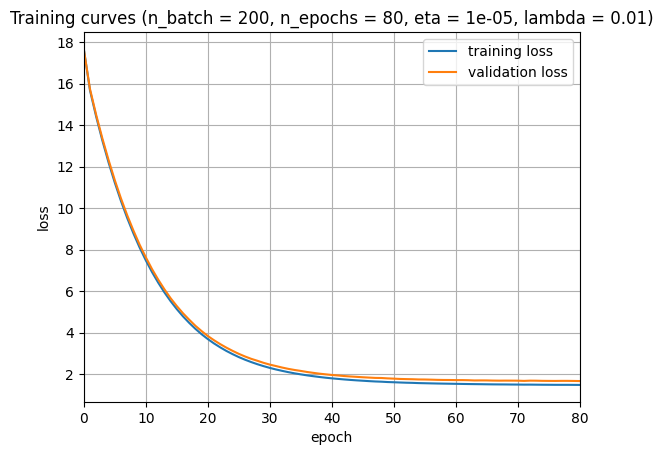 Training curves (n_batch = 200, n_epochs = 80, eta = 1e-05, lambda = 0.01)
training loss
validation loss
18
16
14
12
10
8
6
4
2
loss
0 10 20 30 40 50 60 70 80
epoch